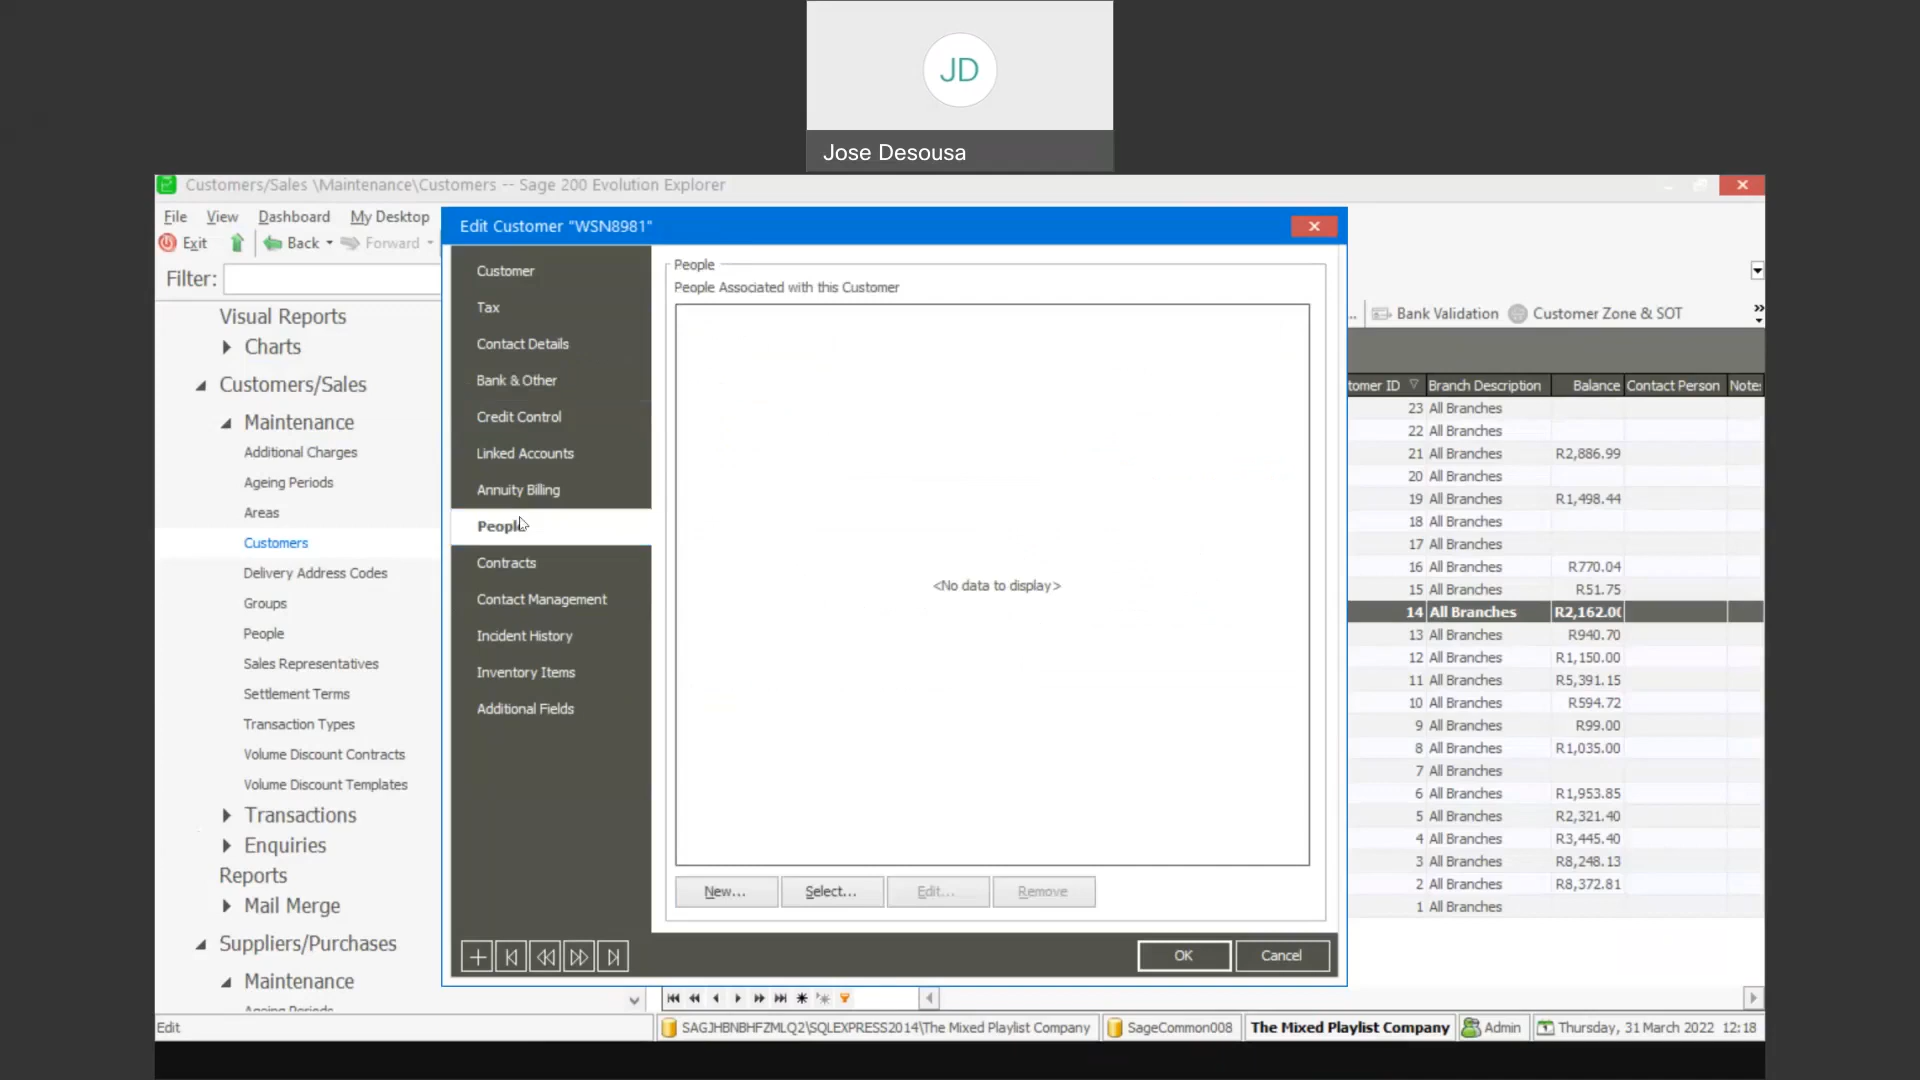 JD
Jose Desousa
Customers/Sales \Maintenance\Customers -- Sage 200 Evolution Explorer
File View Dashboard My Desktop
Exit Back Forward
Filter:
Visual Reports
Charts
Customers/Sales
Maintenance
Additional Charges
Ageing Periods
Areas
Customers
Delivery Address Codes
Groups
People
Sales Representatives
Settlement Terms
Transaction Types
Volume Discount Contracts
Volume Discount Templates
Transactions
Enquiries
Reports
Mail Merge
Suppliers/Purchases
Maintenance
Ageing Periods
Edit Customer "WSN8981"
Customer
Tax
Contact Details
Bank & Other
Credit Control
Linked Accounts
Annuity Billing
People
Contracts
Contact Management
Incident History
Inventory Items
Additional Fields
People
People Associated with this Customer
<No data to display>
New... Select... Edit... Remove
OK Cancel
... Bank Validation Customer Zone & SOT
tomer ID Branch Description Balance Contact Person Note
23 All Branches
22 All Branches
21 All Branches R2,886.99
20 All Branches
19 All Branches R1,498.44
18 All Branches
17 All Branches
16 All Branches R770.04
15 All Branches R51.75
14 All Branches R2,162.0
13 All Branches R940.70
12 All Branches R1,150.00
11 All Branches R5,391.15
10 All Branches R594.72
9 All Branches R99.00
8 All Branches R1,035.00
7 All Branches
6 All Branches R1,953.85
5 All Branches R2,321.40
4 All Branches R3,445.40
3 All Branches R8,248.13
2 All Branches R8,372.81
1 All Branches
Edit SAGJHBNBHFZMLQ2\SQLEXPRESS2014\The Mixed Playlist Company SageCommon008 The Mixed Playlist Company Admin Thursday, 31 March 2022 12:18